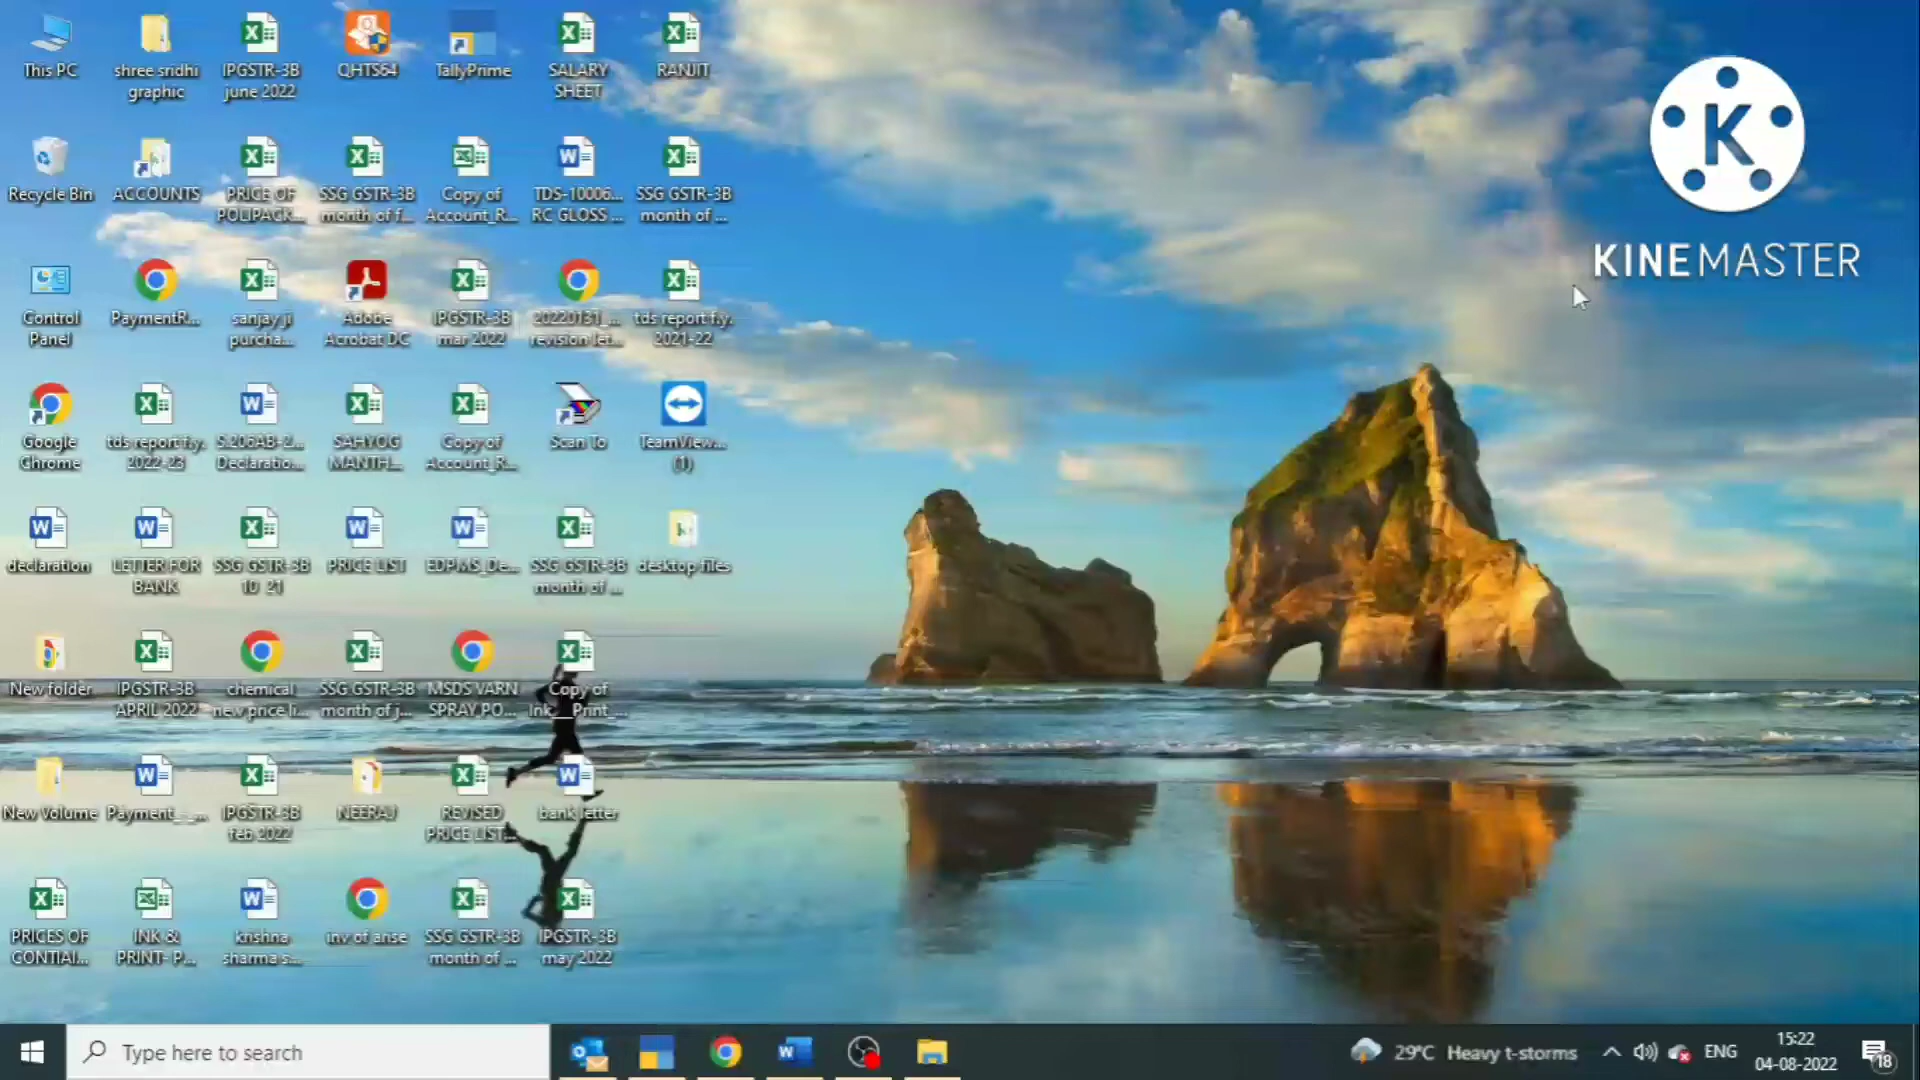 This PC
shree sridhi
graphic
IPGSTR-3B
june 2022
QHTS64
TallyPrime
SALARY
SHEET
RANJIT
KINEMASTER
Recycle Bin
ACCOUNTS
PRICE OF
POLIPACK...
SSG GSTR-3B
month of f...
Copy of
Account_R...
TDS-10006...
RC GLOSS ...
SSG GSTR-3B
month of ...
Control
Panel
PaymentR...
sanjay ji
purcha...
Adobe
Acrobat DC
IPGSTR-3B
mar 2022
20220131_...
revision let...
tds report f.y.
2021-22
Google
Chrome
tds report f.y.
2022-23
S.206AB-2...
Declaratio...
SAHYOG
MANTH...
Copy of
Account_R...
Scan To
TeamView...
(1)
declaration
LETTER FOR
BANK
SSG GSTR-3B
10 21
PRICE LIST
EDPMS_De...
SSG GSTR-3B
month of ...
desktop files
New folder
IPGSTR-3B
APRIL 2022
chemical
new price li...
SSG GSTR-3B
month of j...
MSDS VARN
SPRAY PO...
Copy of
Ink__Print_...
New Volume
Payment_-_...
IPGSTR-3B
feb 2022
NEERAJ
REVISED
PRICE LIST...
bank letter
PRICES OF
CONTIAI...
INK &
PRINT- P...
krishna
sharma s...
inv of arise
SSG GSTR-3B
month of ...
IPGSTR-3B
may 2022
Type here to search
29°C Heavy t-storms
ENG
15:22
04-08-2022
18